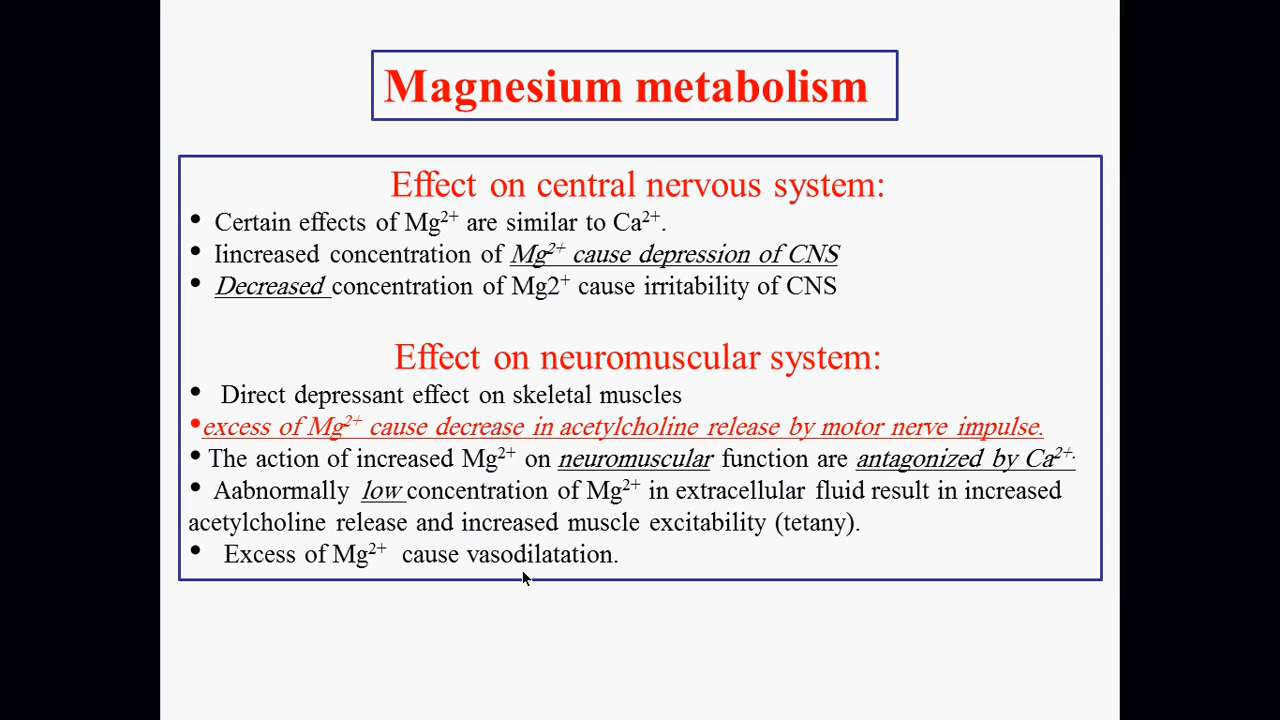 Magnesium metabolism
Effect on central nervous system:
• Certain effects of Mg²⁺ are similar to Ca²⁺.
• Iincreased concentration of Mg²⁺ cause depression of CNS
• Decreased concentration of Mg2⁺ cause irritability of CNS
Effect on neuromuscular system:
• Direct depressant effect on skeletal muscles
•excess of Mg²⁺ cause decrease in acetylcholine release by motor nerve impulse.
• The action of increased Mg²⁺ on neuromuscular function are antagonized by Ca²⁺.
• Aabnormally low concentration of Mg²⁺ in extracellular fluid result in increased
acetylcholine release and increased muscle excitability (tetany).
• Excess of Mg²⁺ cause vasodilatation.